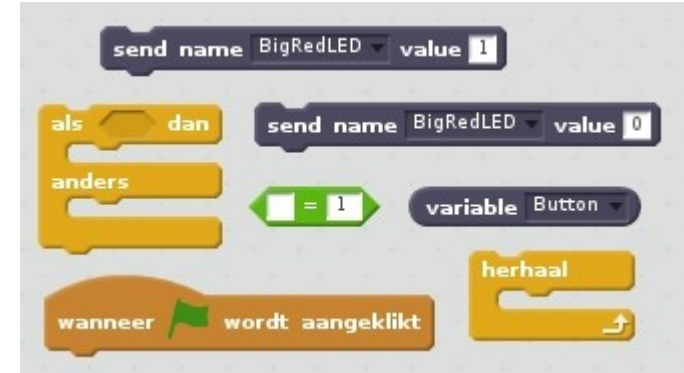 send name BigRedLED value 1
als dan
send name BigRedLED value 0
anders
= 1
variable Button
herhaal
wanneer wordt aangeklikt